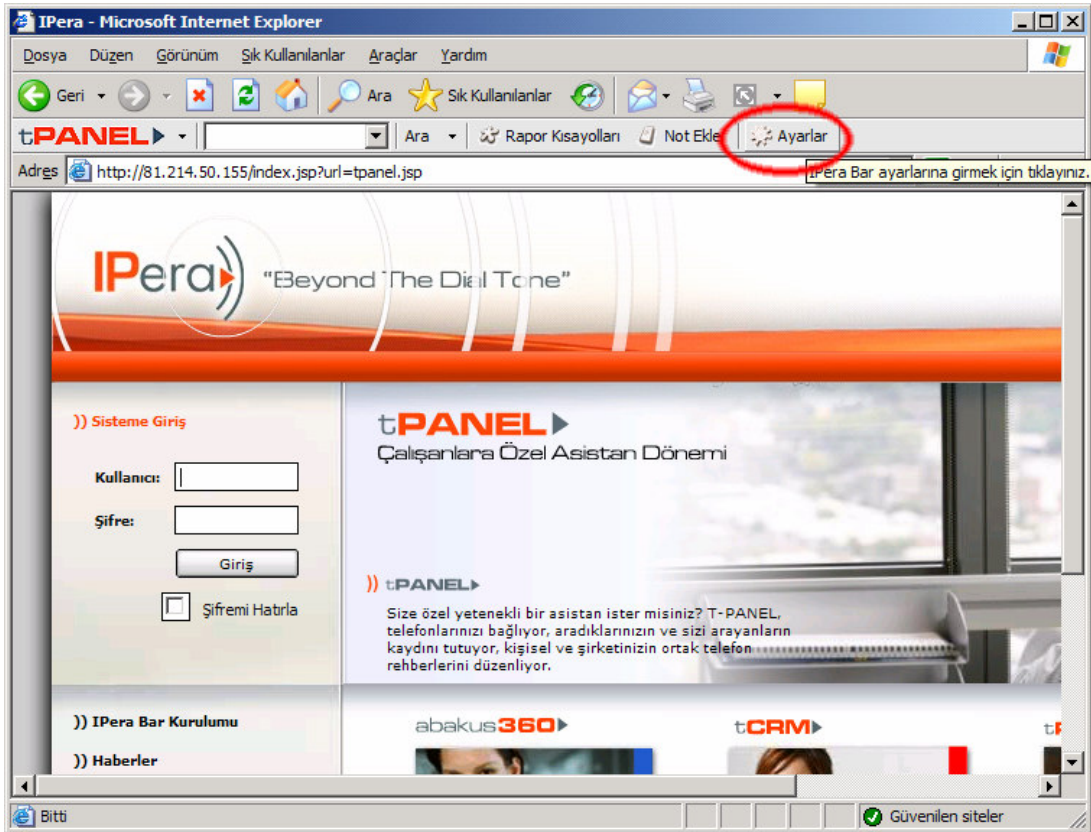 IPera - Microsoft Internet Explorer
Dosya Düzen Görünüm Sık Kullanılanlar Araçlar Yardım
Geri Ara Sık Kullanılanlar
tPANEL Ara Rapor Kısayolları Not Ekle Ayarlar
Adres http://81.214.50.155/index.jsp?url=tpanel.jsp
IPera Bar ayarlarına girmek için tıklayınız.
IPera "Beyond The Dial Tone"
)) Sisteme Giriş
Kullanıcı:
Şifre:
Giriş
Şifremi Hatırla
tPANEL
Çalışanlara Özel Asistan Dönemi
)) tPANEL
Size özel yetenekli bir asistan ister misiniz? T-PANEL,
telefonlarınızı bağlıyor, aradıklarınızın ve sizi arayanların
kaydını tutuyor, kişisel ve şirketinizin ortak telefon
rehberlerini düzenliyor.
)) IPera Bar Kurulumu
)) Haberler
abakus360 tCRM
Bitti Güvenilen siteler